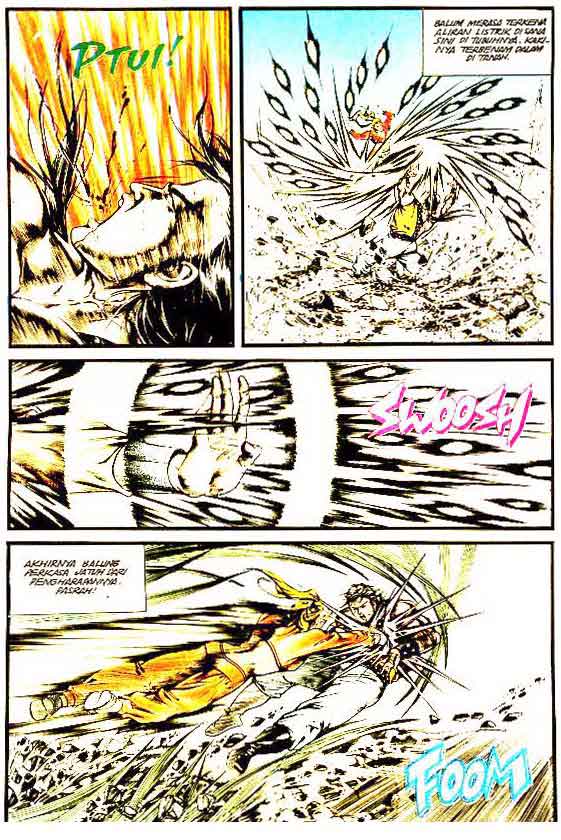 PTUI!
BALUM MERASA TERKENA
ALIRAN LISTRIK DI SANA
SINI DI TUBUHNYA. KAKI-
NYA TERBENAM DALAM
DI TANAH.
SWOOSH
AKHIRNYA BALUNG
PERKASA JATUH DARI
PENGHARAPANNYA.
PASRAH!
FOOM